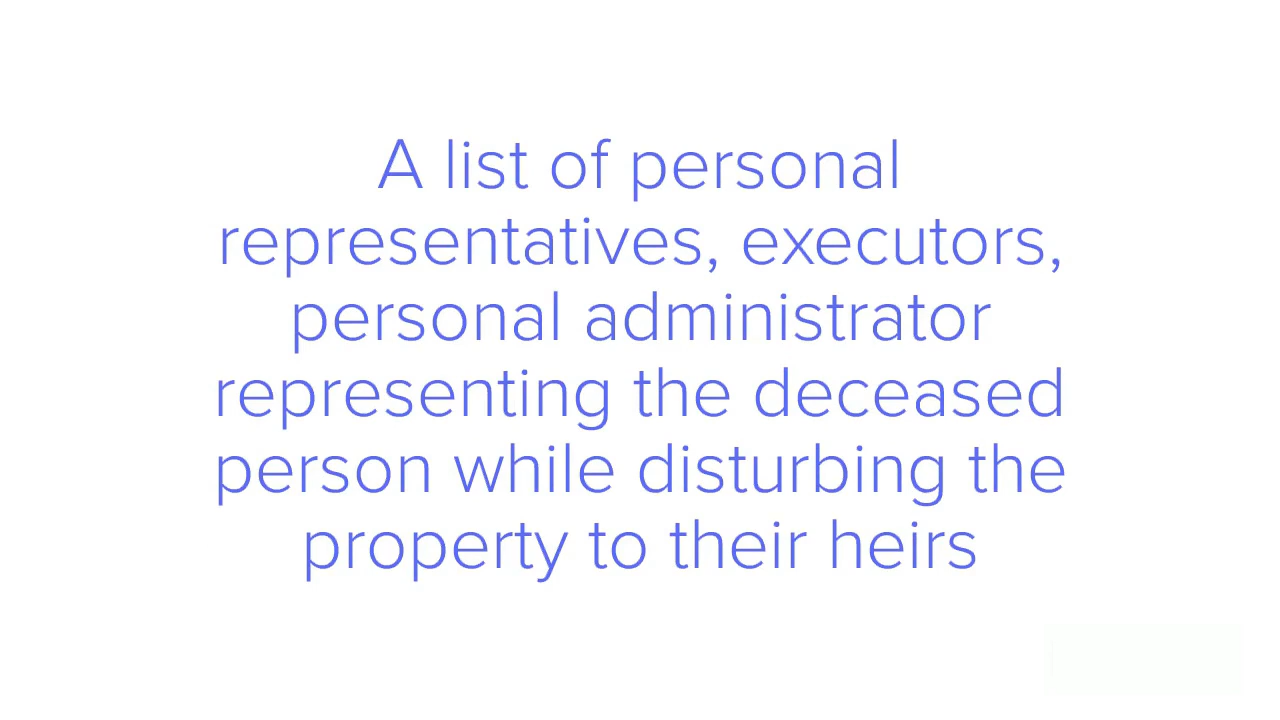 A list of personal
representatives, executors,
personal administrator
representing the deceased
person while disturbing the
property to their heirs